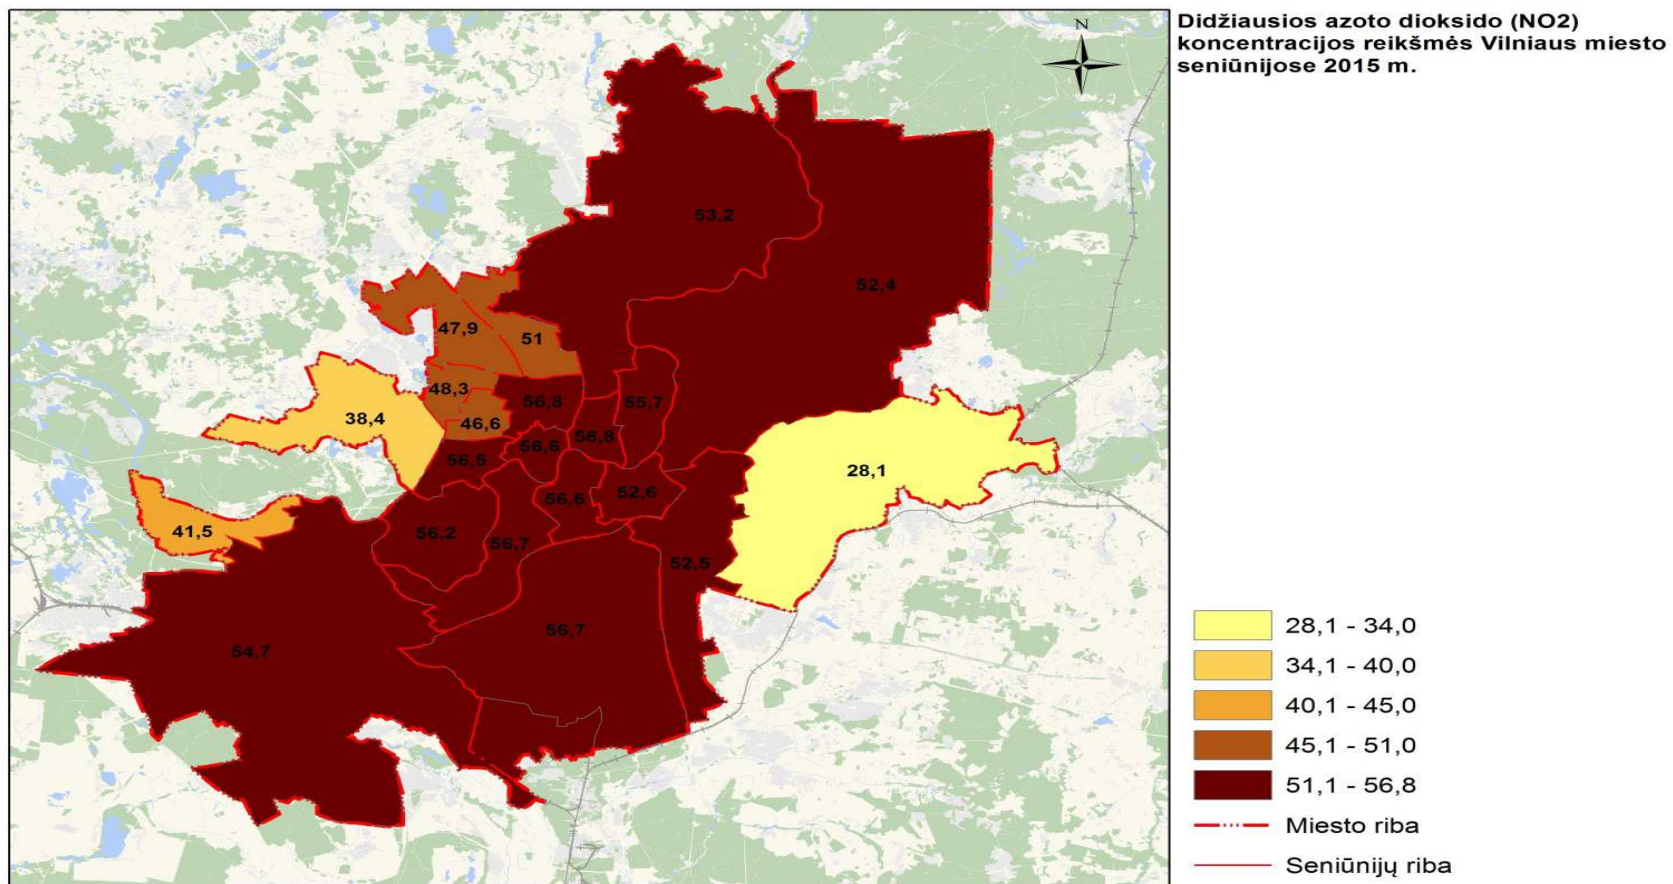 Didžiausios azoto dioksido (NO2)
koncentracijos reikšmės Vilniaus miesto
seniūnijose 2015 m.
N
53,2
52,4
47,9
51
48,3
56,8
55,7
38,4
46,6
56,8
56,6
56,5
28,1
56,6
52,6
41,5
56,2
56,7
52,5
56,7
54,7
28,1 - 34,0
34,1 - 40,0
40,1 - 45,0
45,1 - 51,0
51,1 - 56,8
Miesto riba
Seniūnijų riba